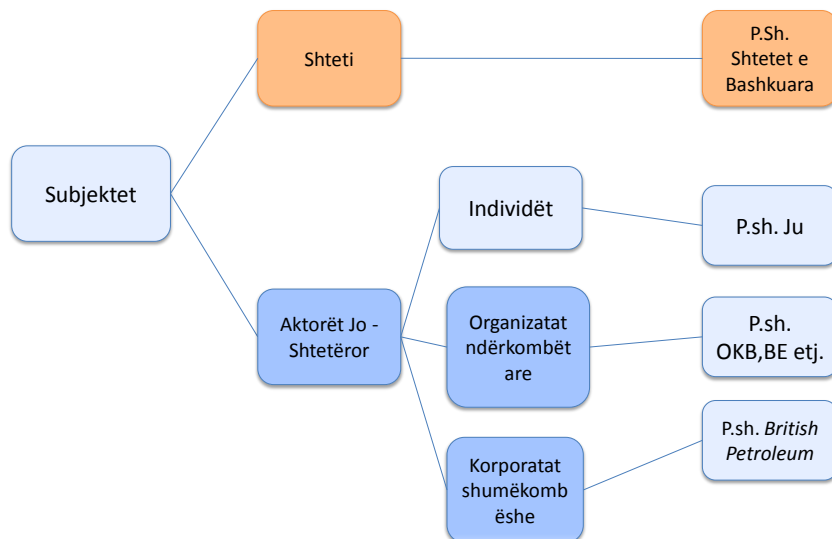 Subjektet
Shteti
P.Sh.
Shtetet e
Bashkuara
Aktorët Jo -
Shtetëror
Individët
P.sh. Ju
Organizatat
ndërkombët
are
P.sh.
OKB,BE etj.
Korporatat
shumëkomb
ëshe
P.sh. British
Petroleum